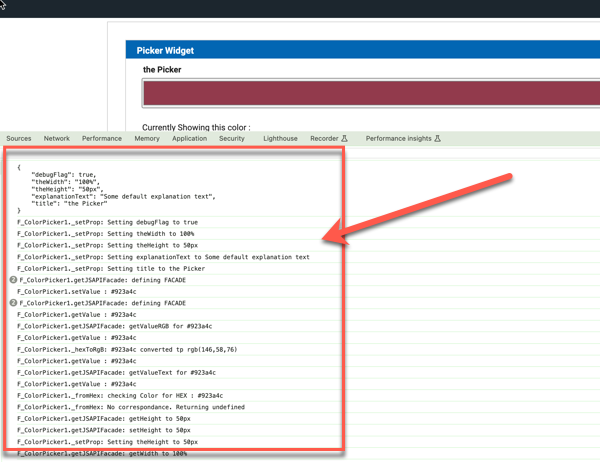 Picker Widget
the Picker
Currently Showing this color :
Sources Network Performance Memory Application Security Lighthouse Recorder Performance insights
{
"debugFlag": true,
"theWidth": "100%",
"theHeight": "50px",
"explanationText": "Some default explanation text",
"title": "the Picker"
}
F_ColorPicker1._setProp: Setting debugFlag to true
F_ColorPicker1._setProp: Setting theWidth to 100%
F_ColorPicker1._setProp: Setting theHeight to 50px
F_ColorPicker1._setProp: Setting explanationText to Some default explanation text
F_ColorPicker1._setProp: Setting title to the Picker
2 F_ColorPicker1.getJSAPIFacade: defining FACADE
F_ColorPicker1.setValue : #923a4c
2 F_ColorPicker1.getJSAPIFacade: defining FACADE
F_ColorPicker1.getValue : #923a4c
F_ColorPicker1.getJSAPIFacade: getValueRGB for #923a4c
F_ColorPicker1.getValue : #923a4c
F_ColorPicker1._hexToRgB: #923a4c converted tp rgb(146,58,76)
F_ColorPicker1.getValue : #923a4c
F_ColorPicker1.getJSAPIFacade: getValueText for #923a4c
F_ColorPicker1.getValue : #923a4c
F_ColorPicker1._fromHex: checking Color for HEX : #923a4c
F_ColorPicker1._fromHex: No correspondance. Returning undefined
F_ColorPicker1.getJSAPIFacade: getHeight to 50px
F_ColorPicker1.getJSAPIFacade: setHeight to 50px
F_ColorPicker1._setProp: Setting theHeight to 50px
F_ColorPicker1.getJSAPIFacade: getWidth to 100%